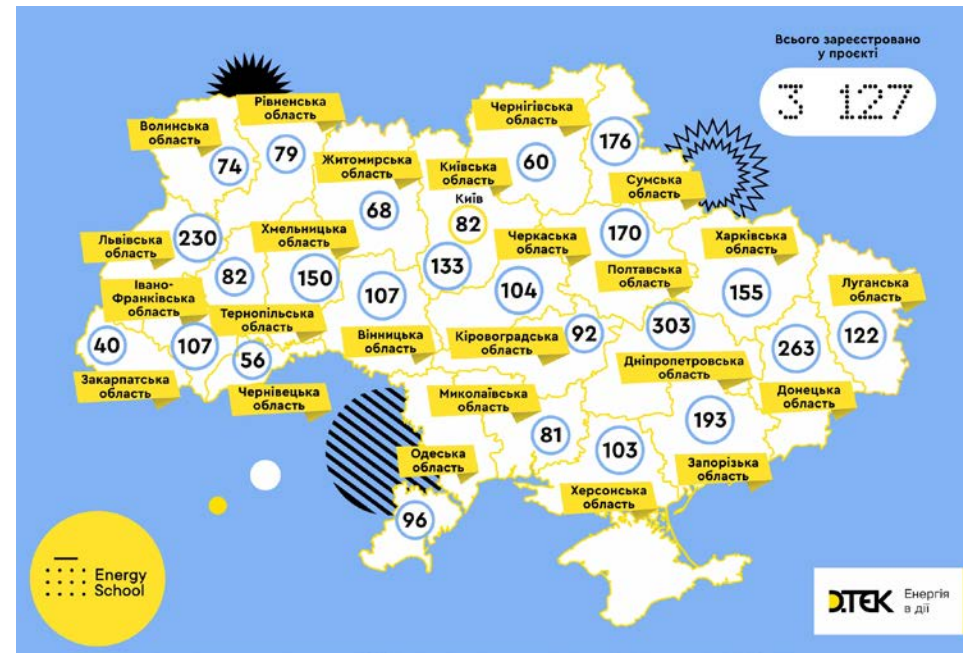 Всього зареєстровано
у проєкті
3 127
Рівненська
область
79
Волинська
область
74
Чернігівська
область
60
176
Сумська
область
Житомирська
область
68
Київська
область
Київ
82
133
Львівська
область
230
Хмельницька
область
150
Черкаська
область
104
170
Полтавська
область
Харківська
область
155
Луганська
область
122
Івано-
Франківська
область
107
82
Тернопільська
область
107
Вінницька
область
Кіровоградська
область
92
303
Дніпропетровська
область
263
Донецька
область
40
Закарпатська
область
56
Чернівецька
область
Миколаївська
область
81
103
Херсонська
область
193
Запорізька
область
Одеська
область
96
Energy
School
D.TEK
Енергія
в дії